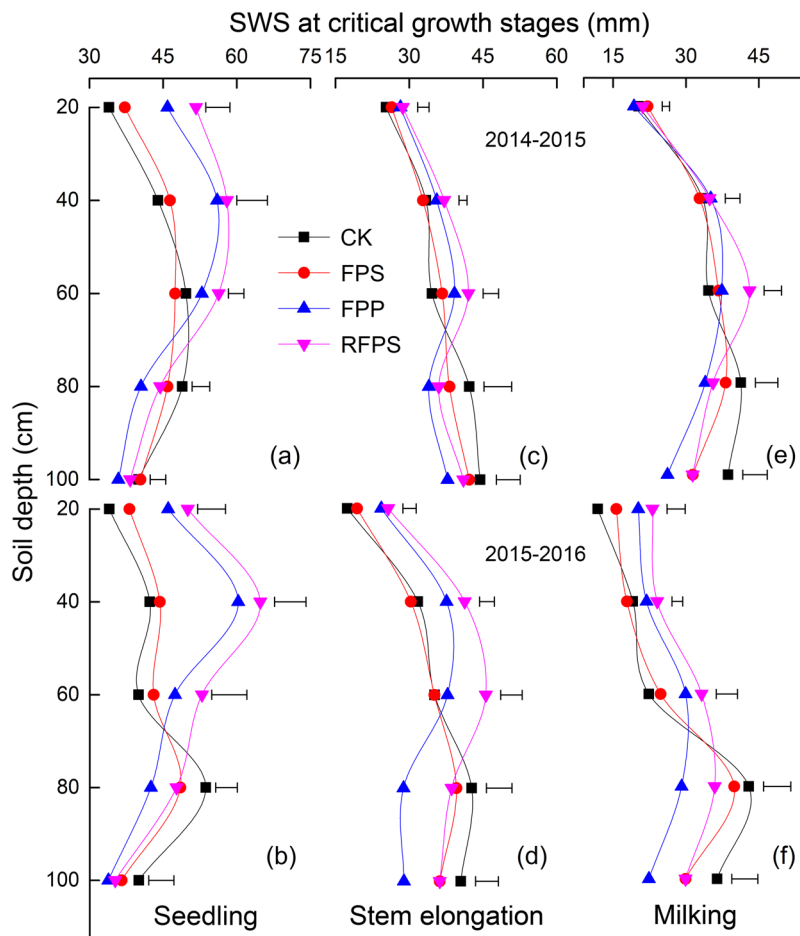 SWS at critical growth stages (mm)
30 45 60 75 15 30 45 60 15 30 45
20
40
60
80
100
20
40
60
80
100
Soil depth (cm)
2014-2015
CK
FPS
FPP
RFPS
(a) (c) (e)
2015-2016
(b) (d) (f)
Seedling Stem elongation Milking